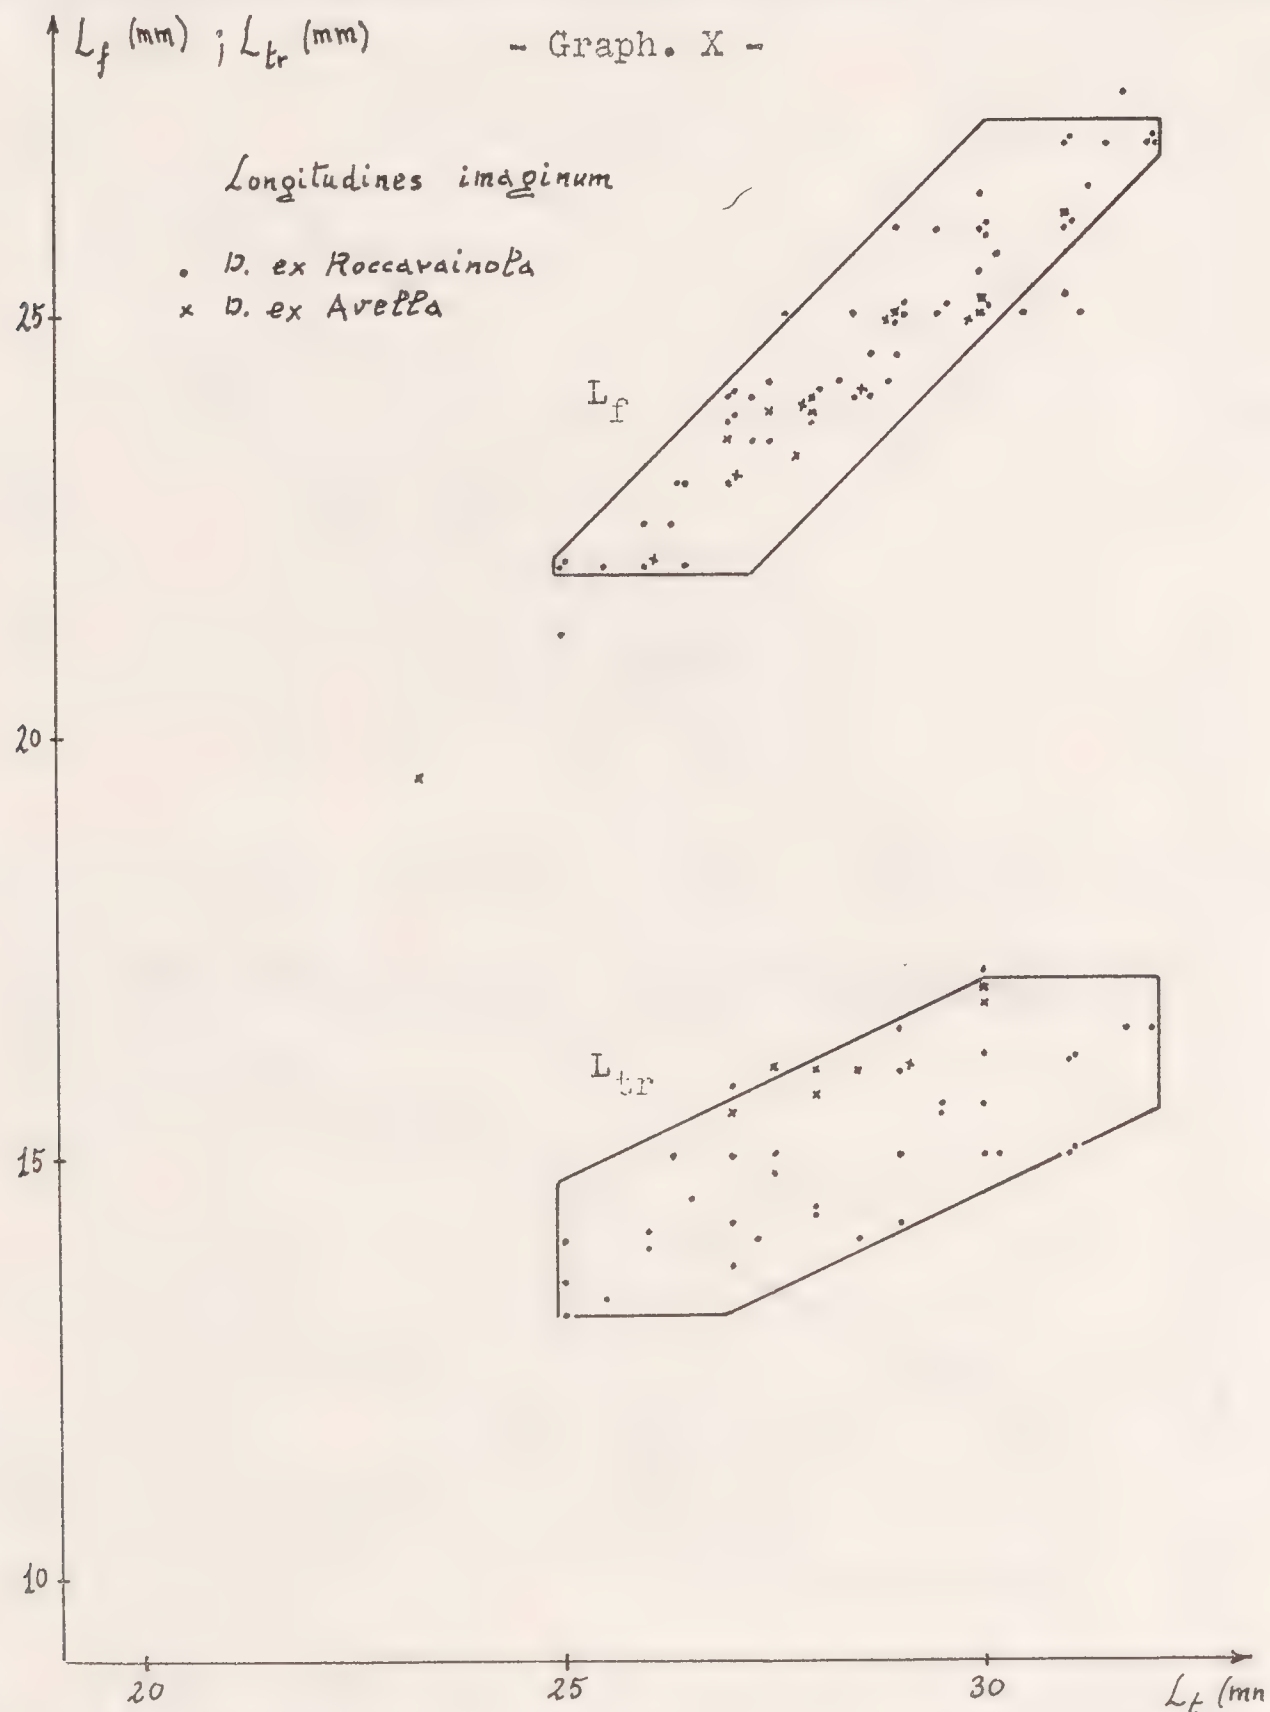 L_f (mm) ; L_tr (mm)
- Graph. X -
Longitudines imaginum
• D. ex Roccarainola
x D. ex Avella
25
L_f
20
L_tr
15
10
20 25 30
L_t (mm